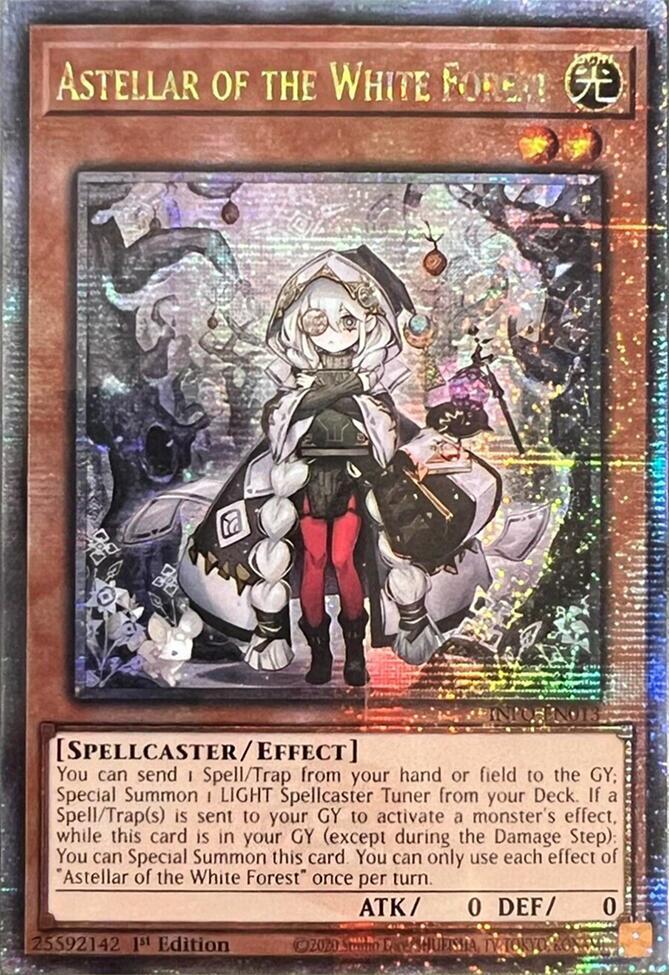 ASTELLAR OF THE WHITE FOREST
LIGHT
光
INFO-EN013
[SPELLCASTER/EFFECT]
You can send 1 Spell/Trap from your hand or field to the GY;
Special Summon 1 LIGHT Spellcaster Tuner from your Deck. If a
Spell/Trap(s) is sent to your GY to activate a monster's effect,
while this card is in your GY (except during the Damage Step):
You can Special Summon this card. You can only use each effect of
"Astellar of the White Forest" once per turn.
ATK/ 0 DEF/ 0
25592142 1st Edition ©2020 Studio Dice/SHUEISHA, TV TOKYO, KONAMI